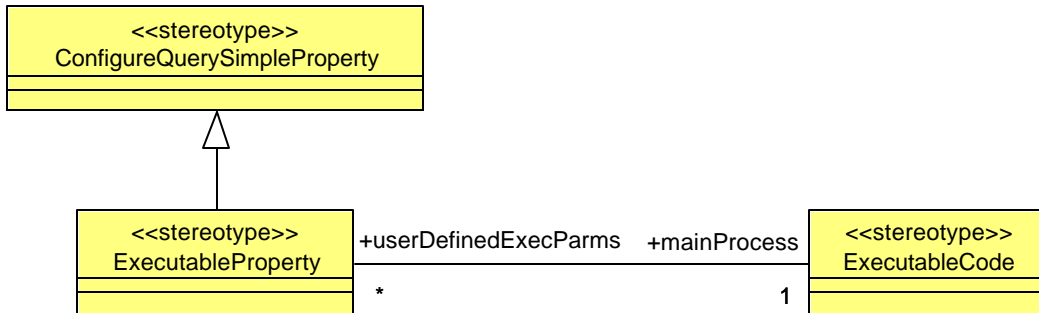 <<stereotype>>
ConfigureQuerySimpleProperty
<<stereotype>>
ExecutableProperty
+userDefinedExecParms
+mainProcess
<<stereotype>>
ExecutableCode
*
1